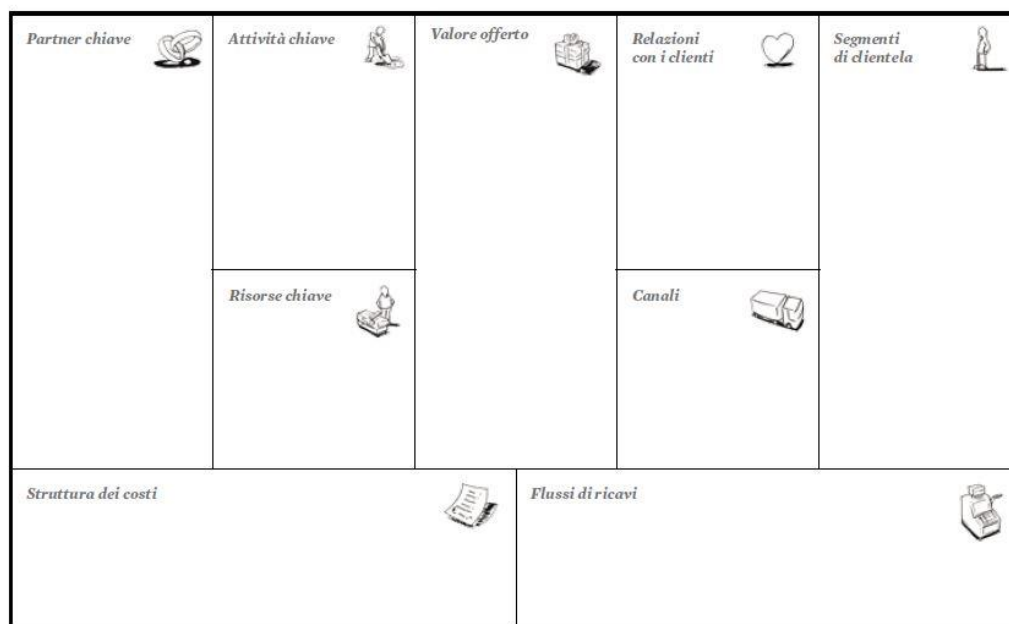 Partner chiave
Attività chiave
Valore offerto
Relazioni
con i clienti
Segmenti
di clientela
Risorse chiave
Canali
Struttura dei costi
Flussi di ricavi